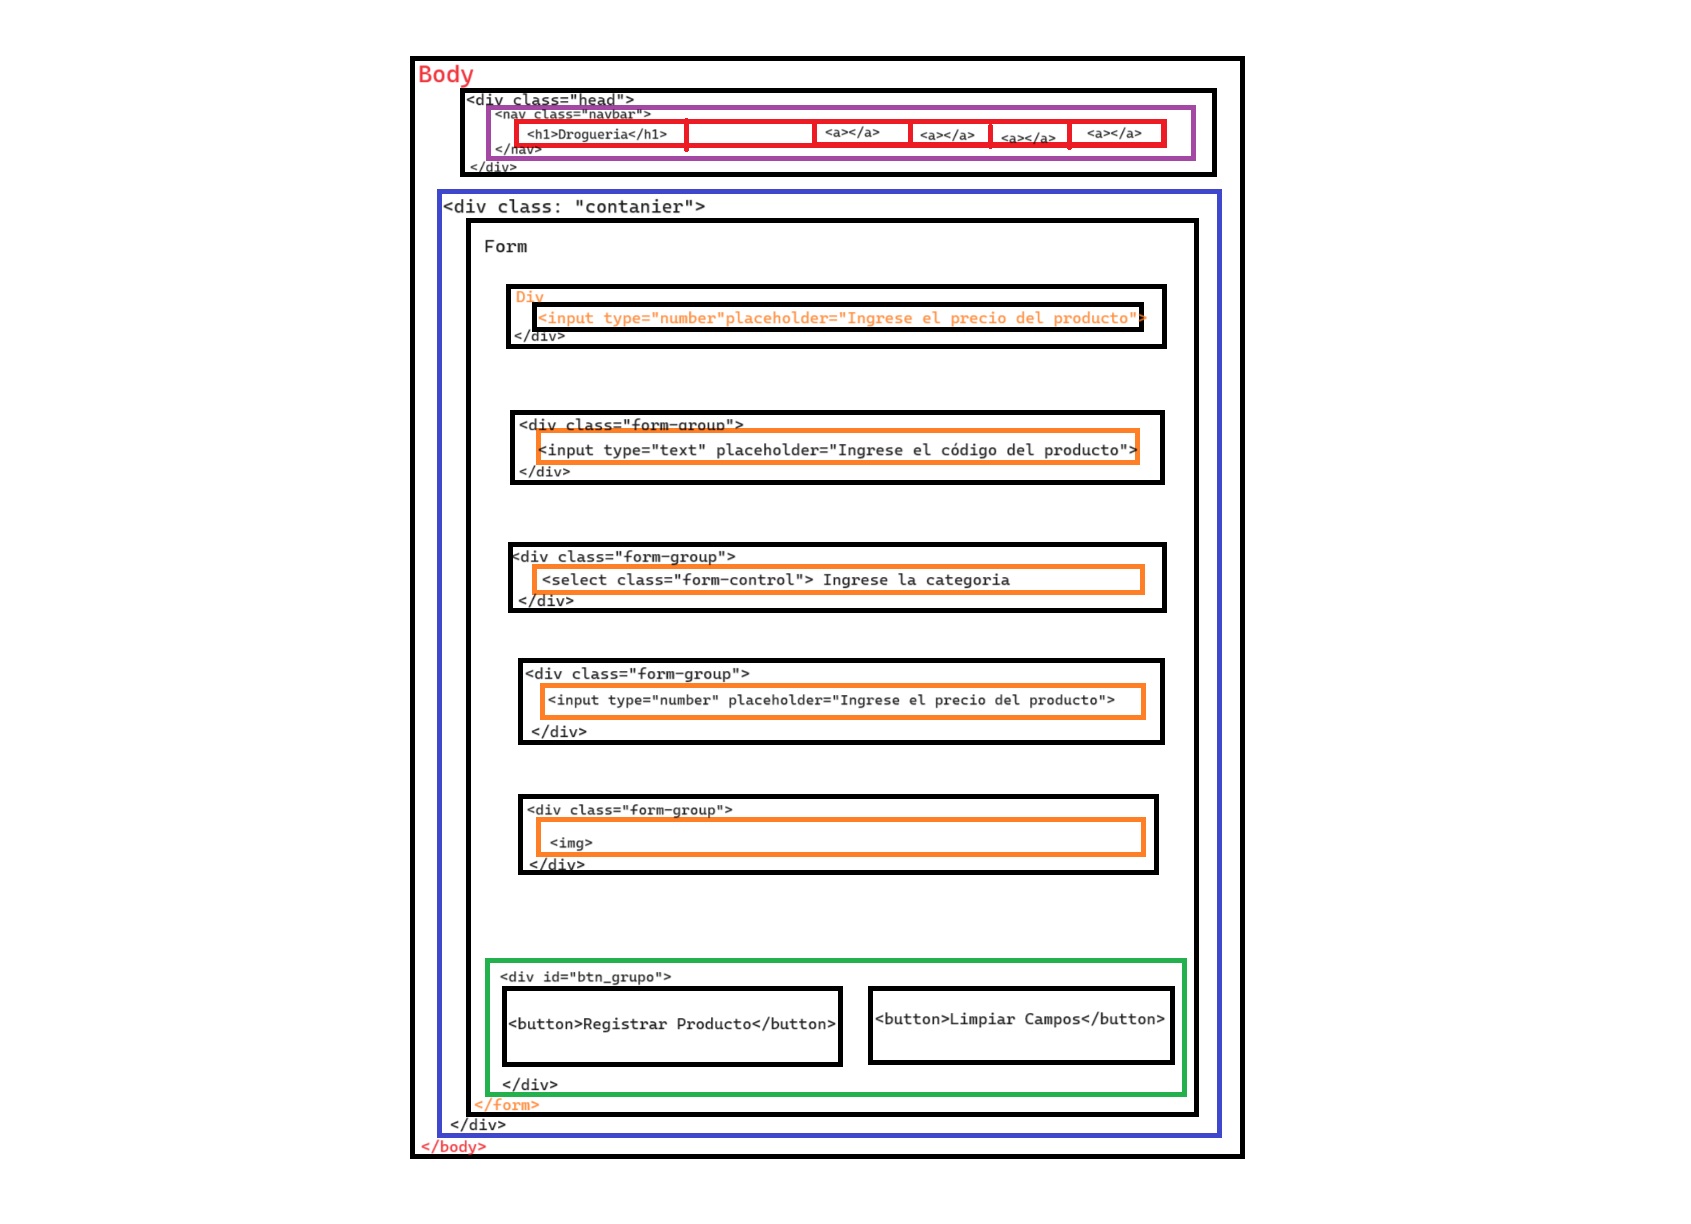 Body
<div class="head">
<nav class="navbar">
<h1>Drogueria</h1> <a></a> <a></a> <a></a> <a></a>
</nav>
</div>
<div class: "contanier">
Form
Div
<input type="number"placeholder="Ingrese el precio del producto">
</div>
<div class="form-group">
<input type="text" placeholder="Ingrese el código del producto">
</div>
<div class="form-group">
<select class="form-control"> Ingrese la categoria
</div>
<div class="form-group">
<input type="number" placeholder="Ingrese el precio del producto">
</div>
<div class="form-group">
<img>
</div>
<div id="btn_grupo">
<button>Registrar Producto</button> <button>Limpiar Campos</button>
</div>
</form>
</div>
</body>